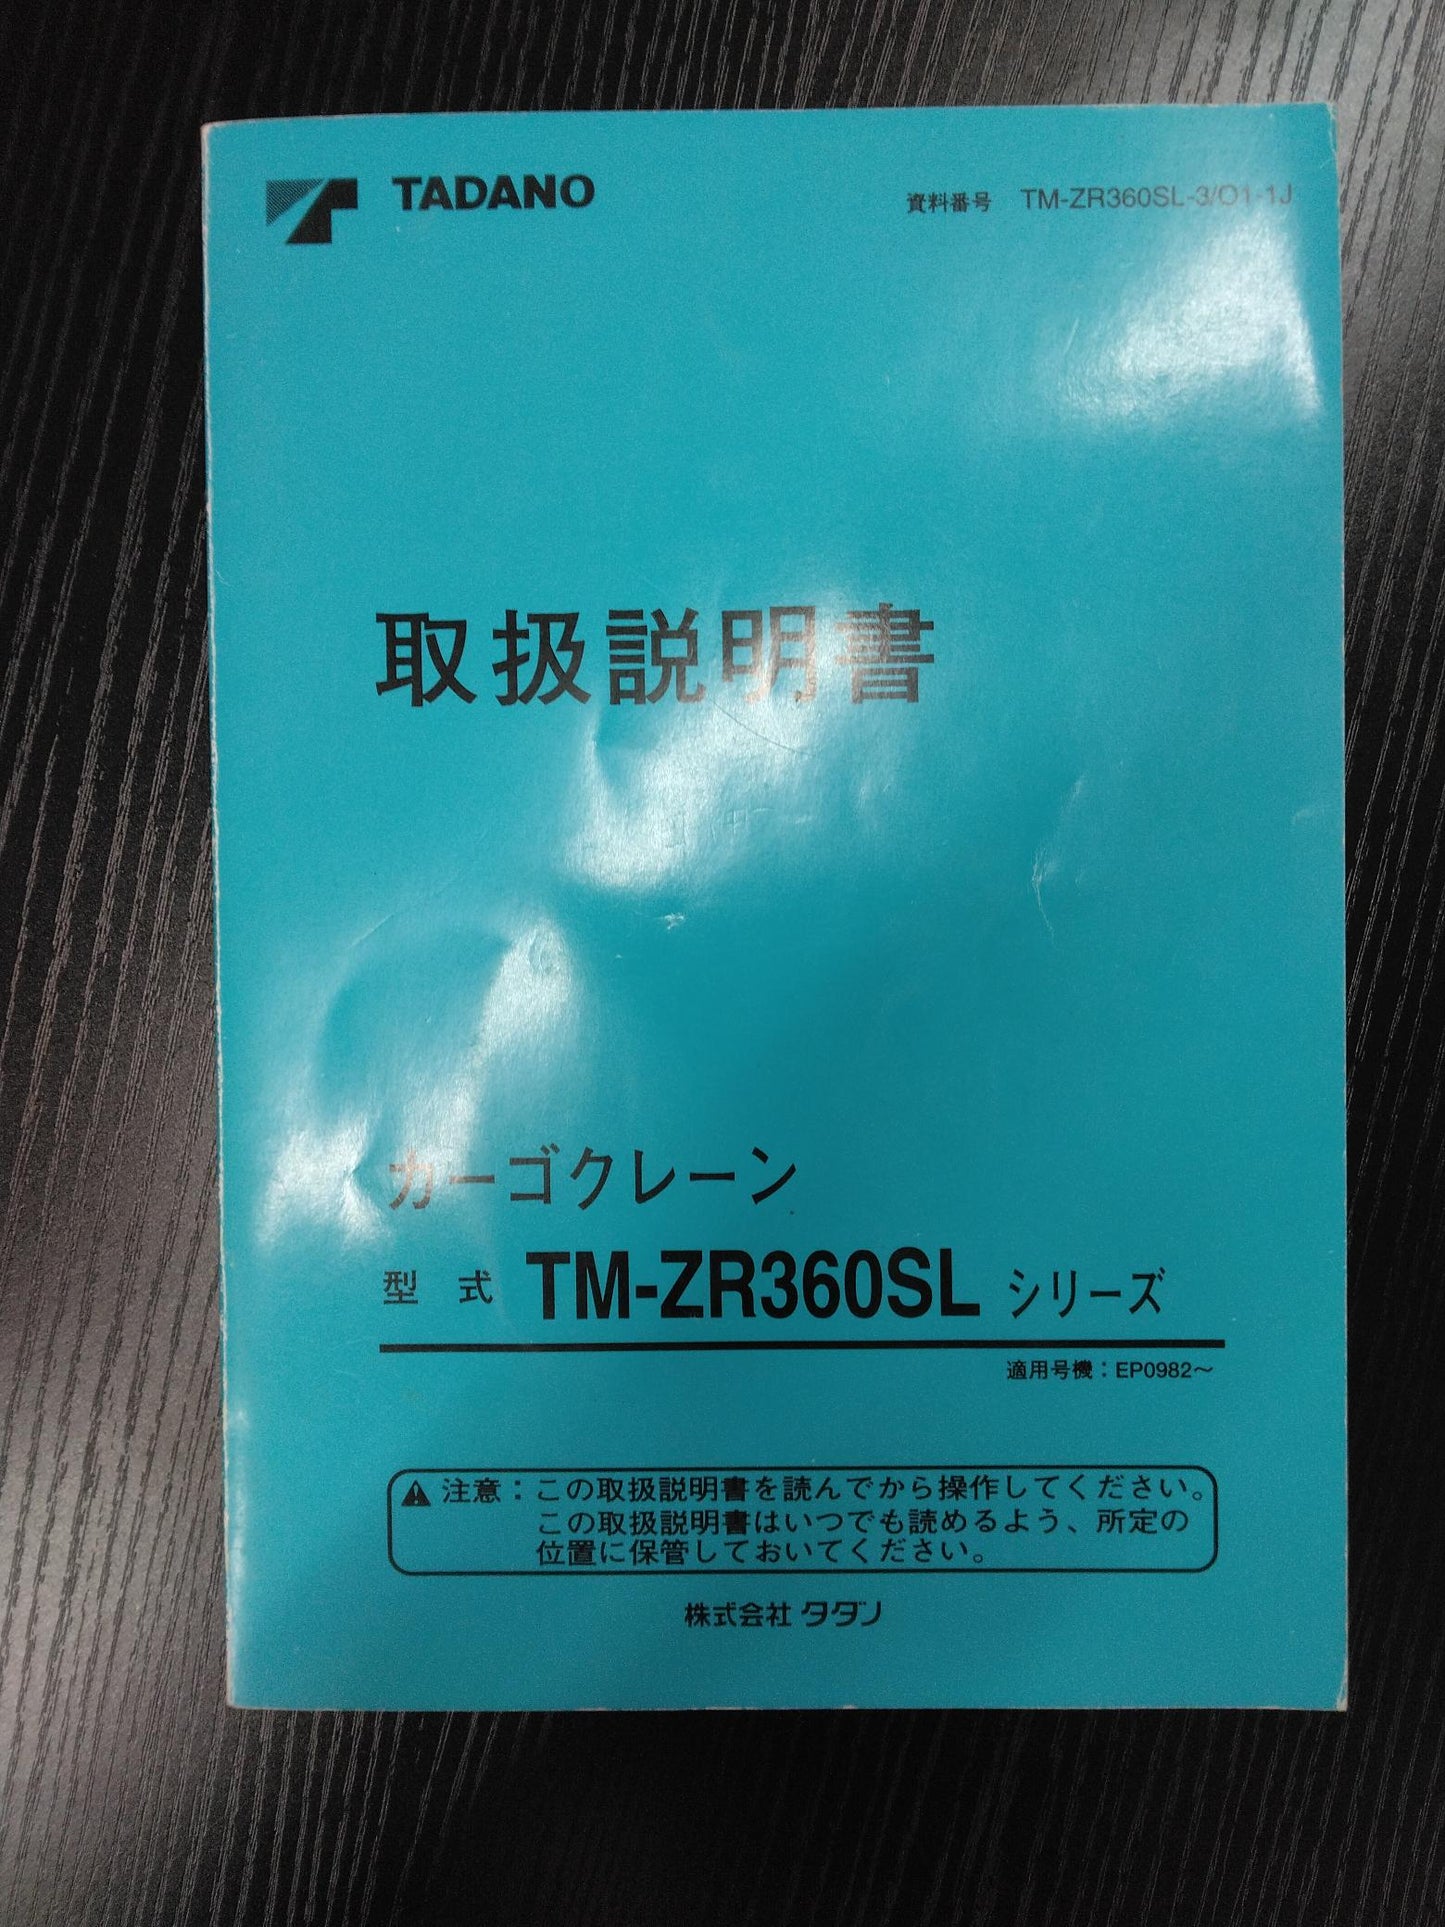 TADANO
資料番号 TM-ZR360SL-3/O1-1J
取扱説明書
カーゴクレーン
型式 TM-ZR360SL シリーズ
適用号機：EP0982～
注意：この取扱説明書を読んでから操作してください。
この取扱説明書はいつでも読めるよう、所定の
位置に保管しておいてください。
株式会社 タダノ